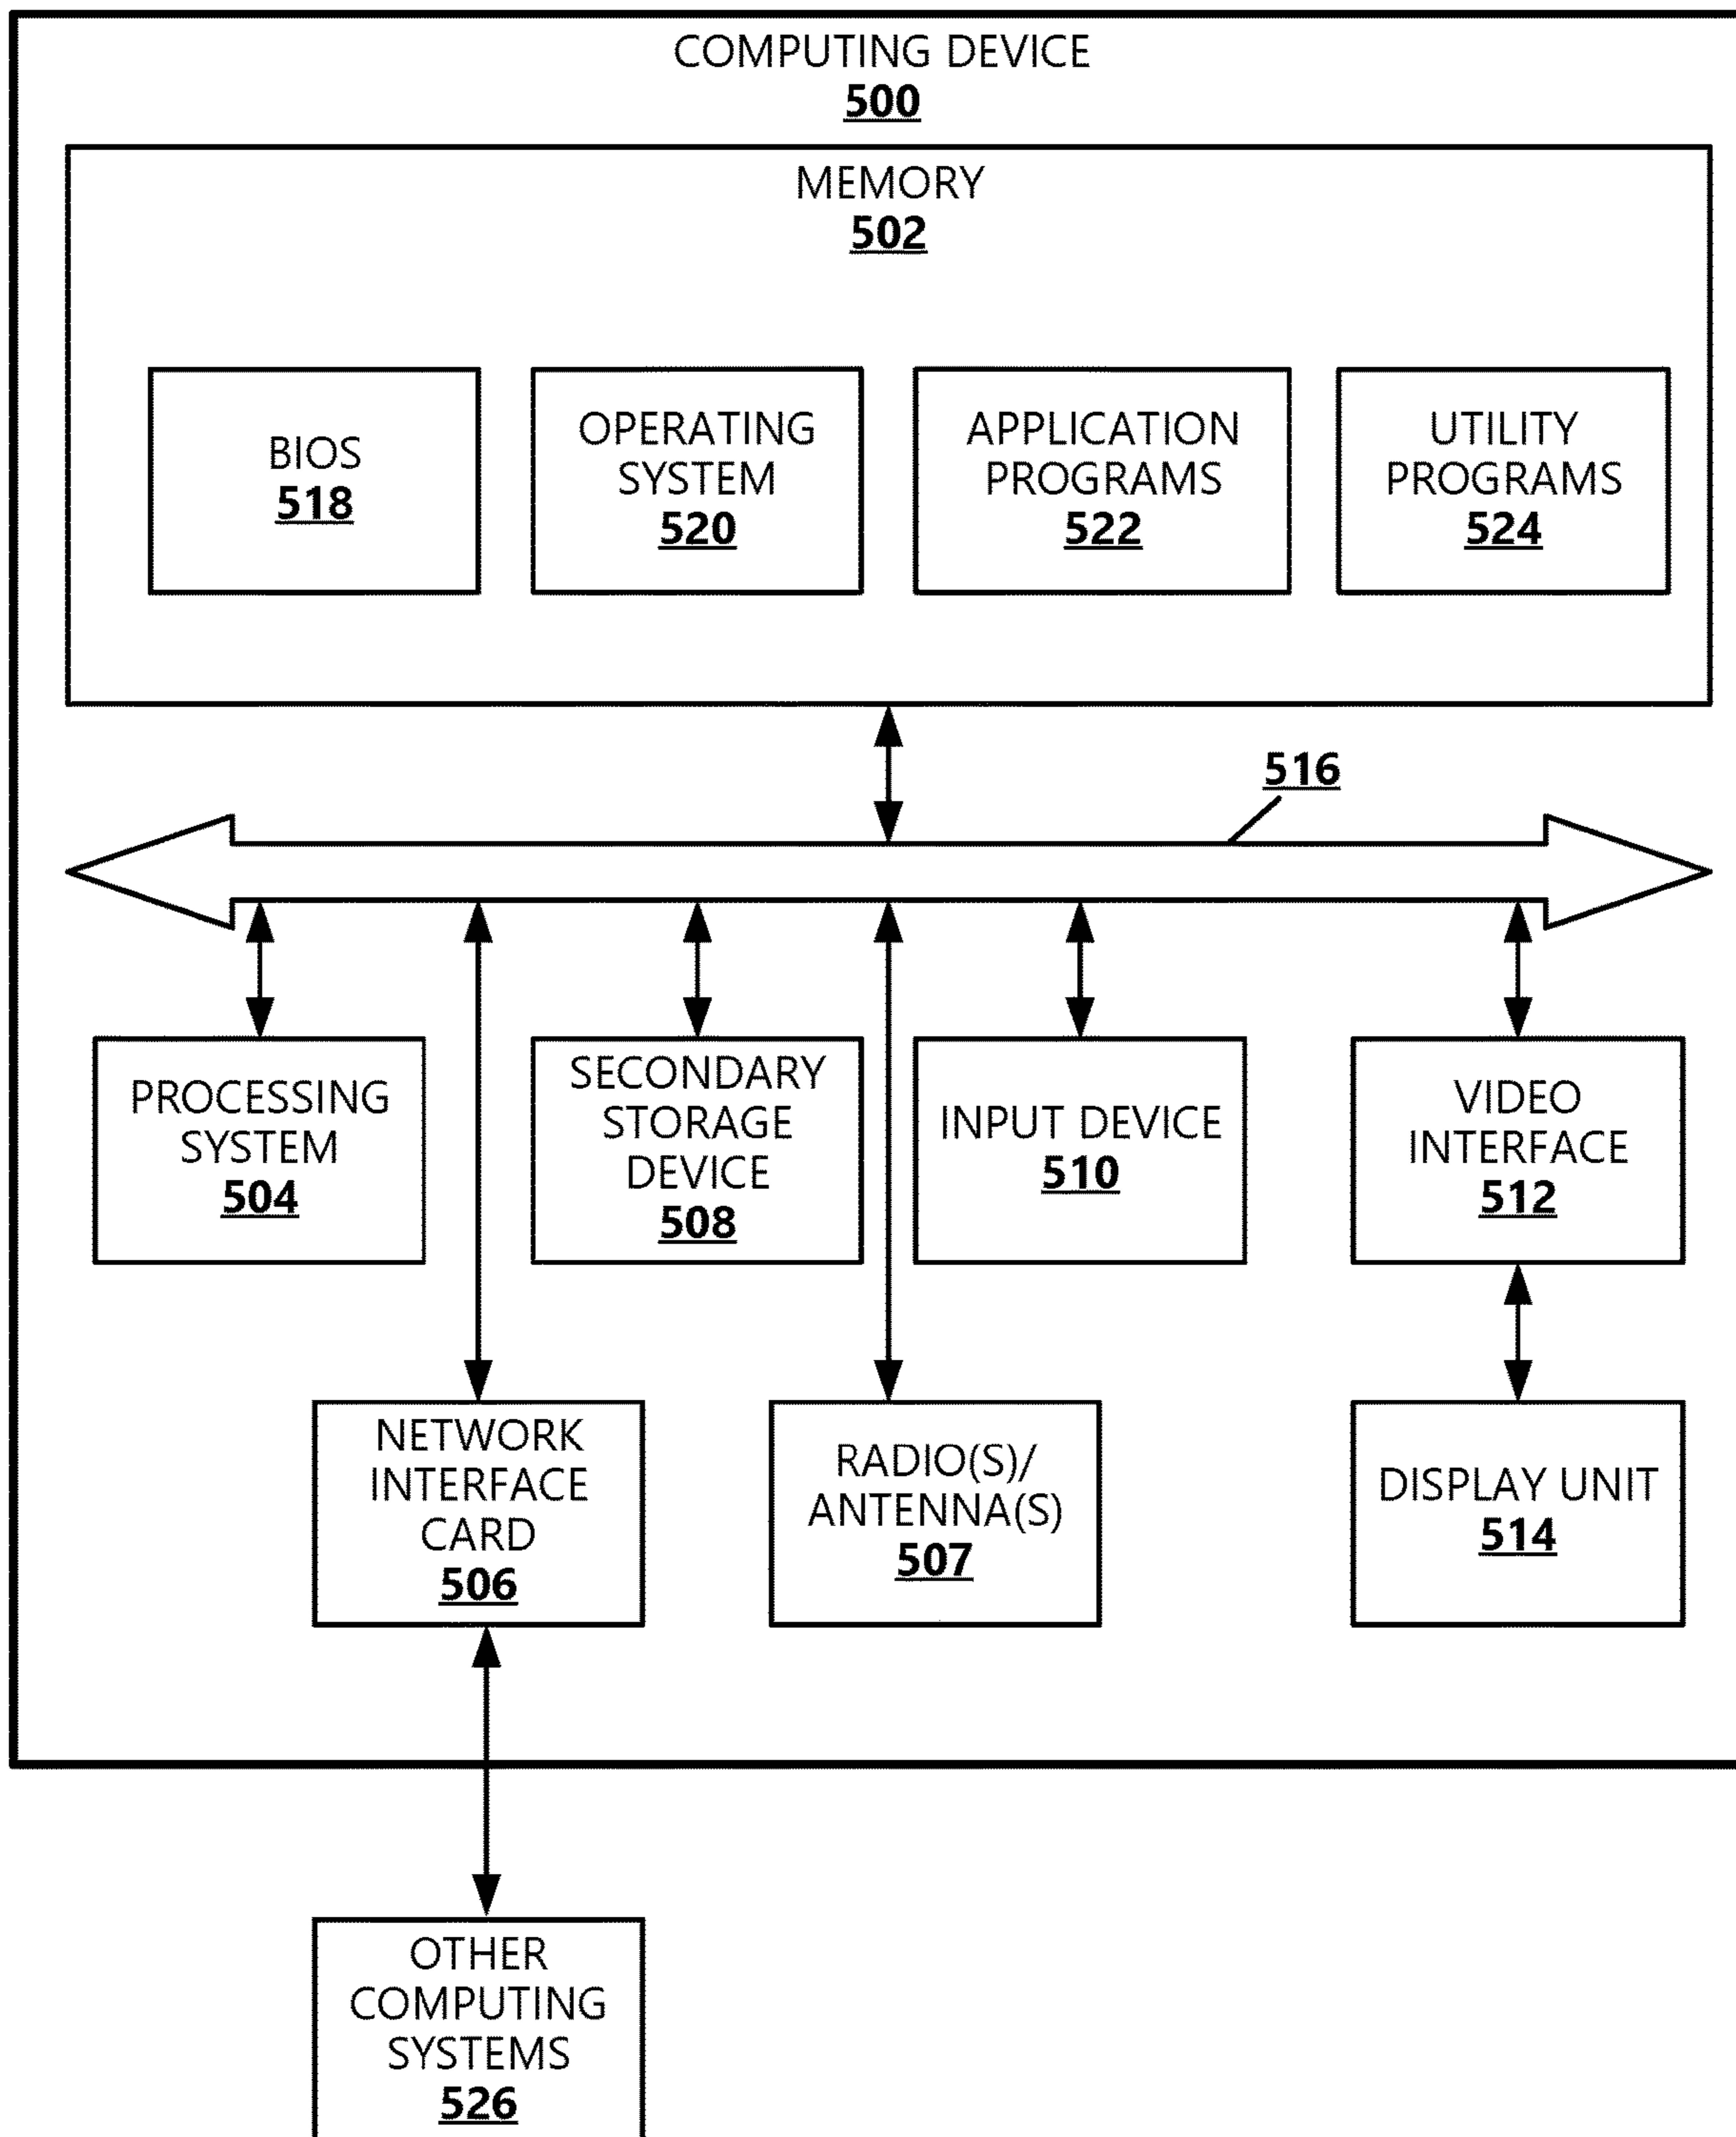 COMPUTING DEVICE
500
MEMORY
502
BIOS
518
OPERATING
SYSTEM
520
APPLICATION
PROGRAMS
522
UTILITY
PROGRAMS
524
516
PROCESSING
SYSTEM
504
SECONDARY
STORAGE
DEVICE
508
INPUT DEVICE
510
VIDEO
INTERFACE
512
NETWORK
INTERFACE
CARD
506
RADIO(S)/
ANTENNA(S)
507
DISPLAY UNIT
514
OTHER
COMPUTING
SYSTEMS
526